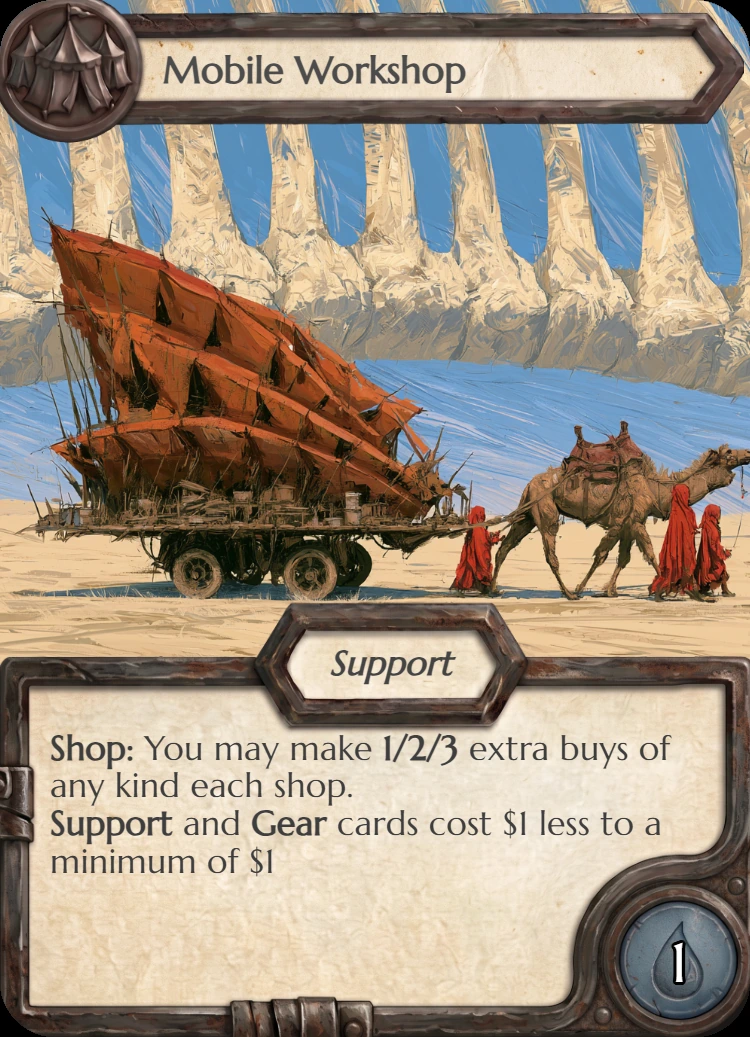 Mobile Workshop
Support
Shop: You may make 1/2/3 extra buys of
any kind each shop.
Support and Gear cards cost $1 less to a
minimum of $1
1